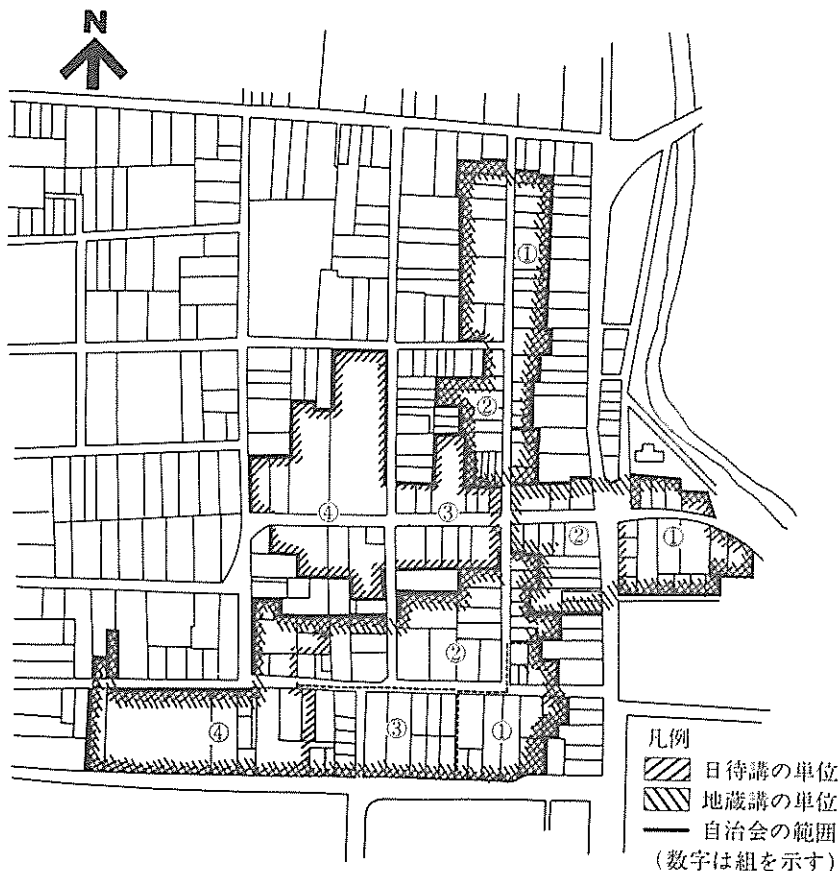 N
①
②
④
③
②
①
②
④
③
①
凡例
日待講の単位
地蔵講の単位
自治会の範囲
(数字は組を示す)